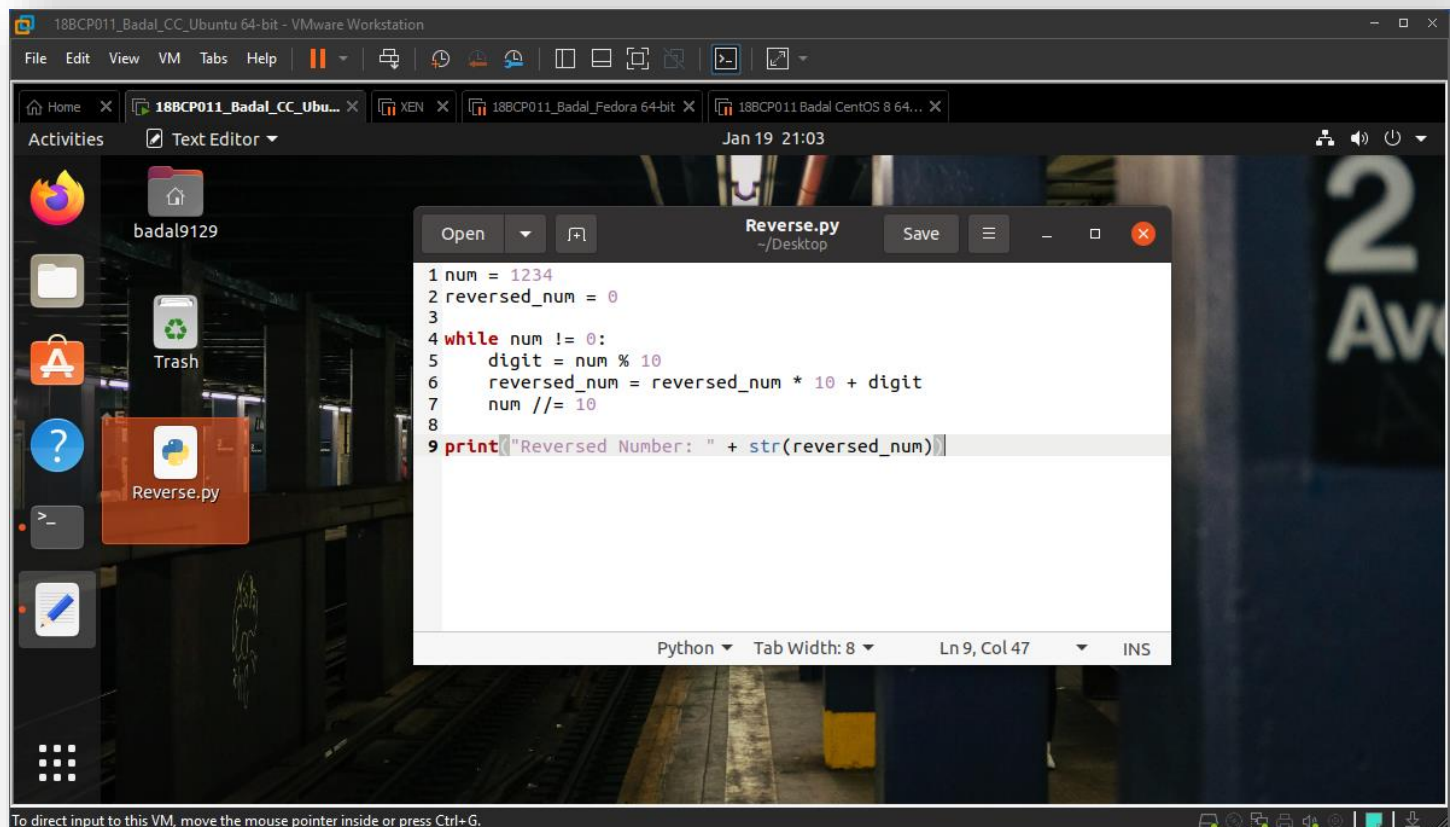 18BCP011_Badal_CC_Ubuntu 64-bit - VMware Workstation
File Edit View VM Tabs Help
Home 18BCP011_Badal_CC_Ubu... XEN 18BCP011_Badal_Fedora 64-bit 18BCP011 Badal CentOS 8 64...
Activities Text Editor Jan 19 21:03
badal9129
Trash
Reverse.py
Open Reverse.py Save
~/Desktop
1 num = 1234
2 reversed_num = 0
3
4 while num != 0:
5     digit = num % 10
6     reversed_num = reversed_num * 10 + digit
7     num //= 10
8
9 print("Reversed Number: " + str(reversed_num))
Python Tab Width: 8 Ln 9, Col 47 INS
2
Ave
To direct input to this VM, move the mouse pointer inside or press Ctrl+G.